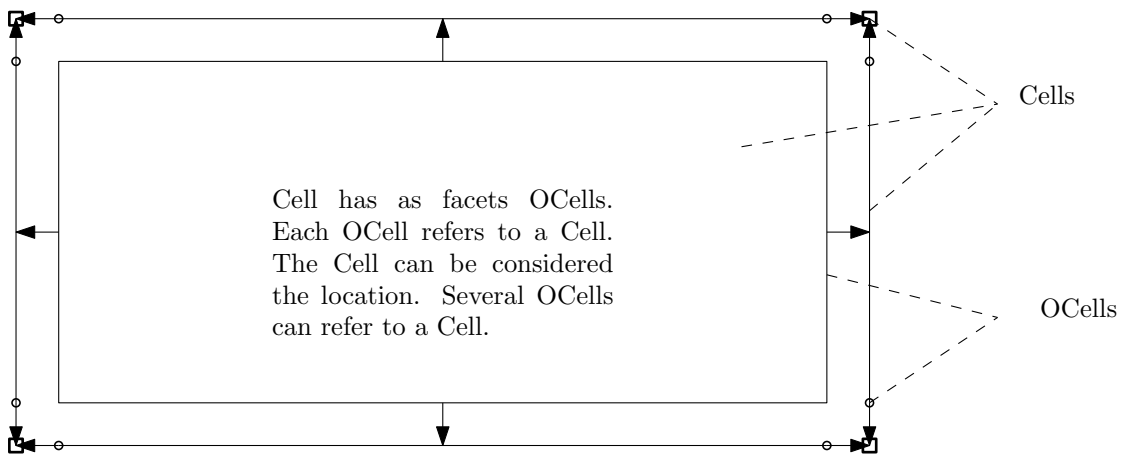 Cells
Cell has as facets OCells.
Each OCell refers to a Cell.
The Cell can be considered
the location. Several OCells
can refer to a Cell.
OCells